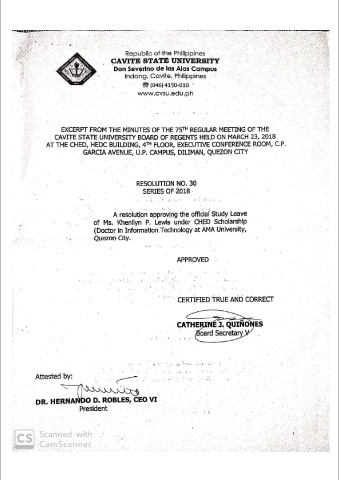 Republic of the Philippines
CAVITE STATE UNIVERSITY
Don Severino de las Alas Campus
Indang, Cavite, Philippines
☎ (046) 4150-010
www.cvsu.edu.ph
EXCERPT FROM THE MINUTES OF THE 75TH REGULAR MEETING OF THE
CAVITE STATE UNIVERSITY BOARD OF REGENTS HELD ON MARCH 23, 2018
AT THE CHED, HEDC BUILDING, 4TH FLOOR, EXECUTIVE CONFERENCE ROOM, C.P.
GARCIA AVENUE, U.P. CAMPUS, DILIMAN, QUEZON CITY
RESOLUTION NO. 30
SERIES OF 2018
A resolution approving the official Study Leave
of Ms. Khenilyn P. Lewis under CHED Scholarship
(Doctor in Information Technology at AMA University,
Quezon City.
APPROVED
CERTIFIED TRUE AND CORRECT
CATHERINE J. QUIÑONES
Board Secretary V
Attested by:
DR. HERNANDO D. ROBLES, CEO VI
President
CS Scanned with
CamScanner